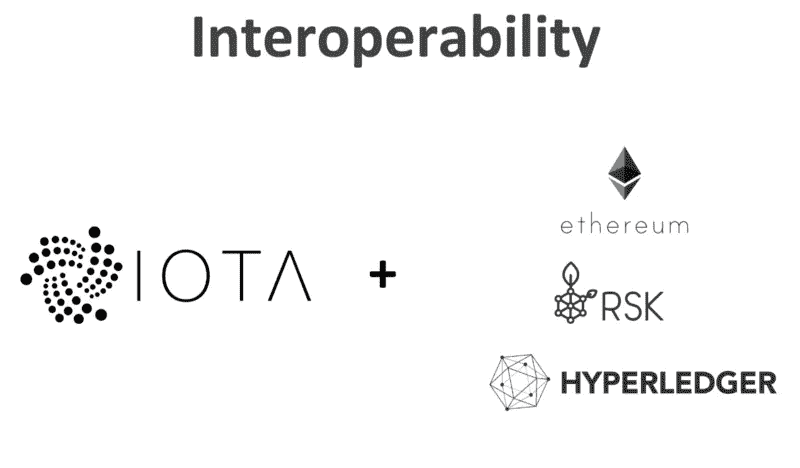 Interoperability
IOTA
+
ethereum
RSK
HYPERLEDGER